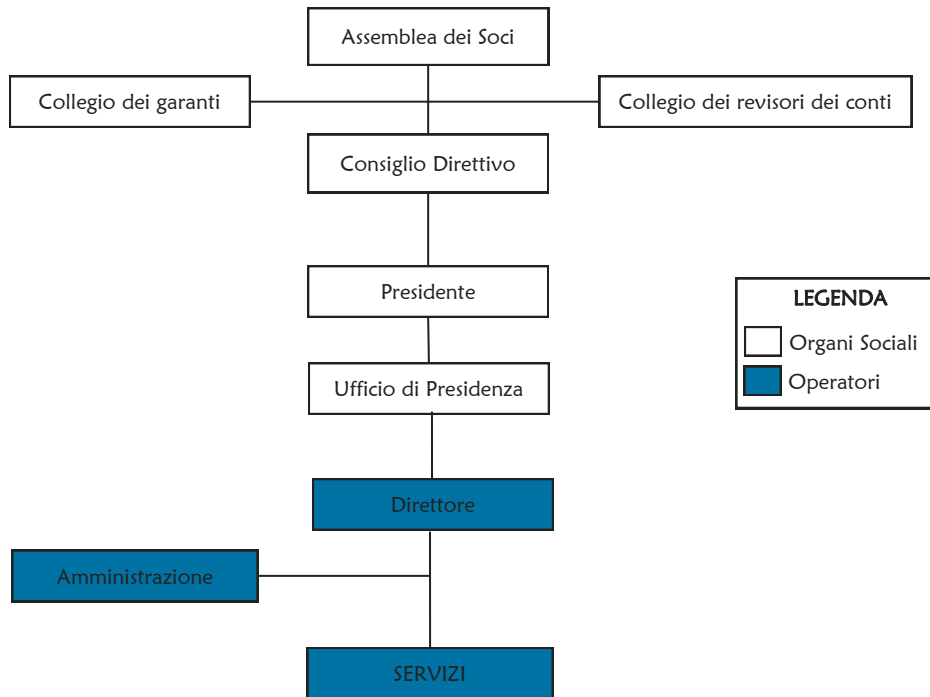 Assemblea dei Soci
Collegio dei garanti
Collegio dei revisori dei conti
Consiglio Direttivo
Presidente
LEGENDA
Organi Sociali
Operatori
Ufficio di Presidenza
Direttore
Amministrazione
SERVIZI